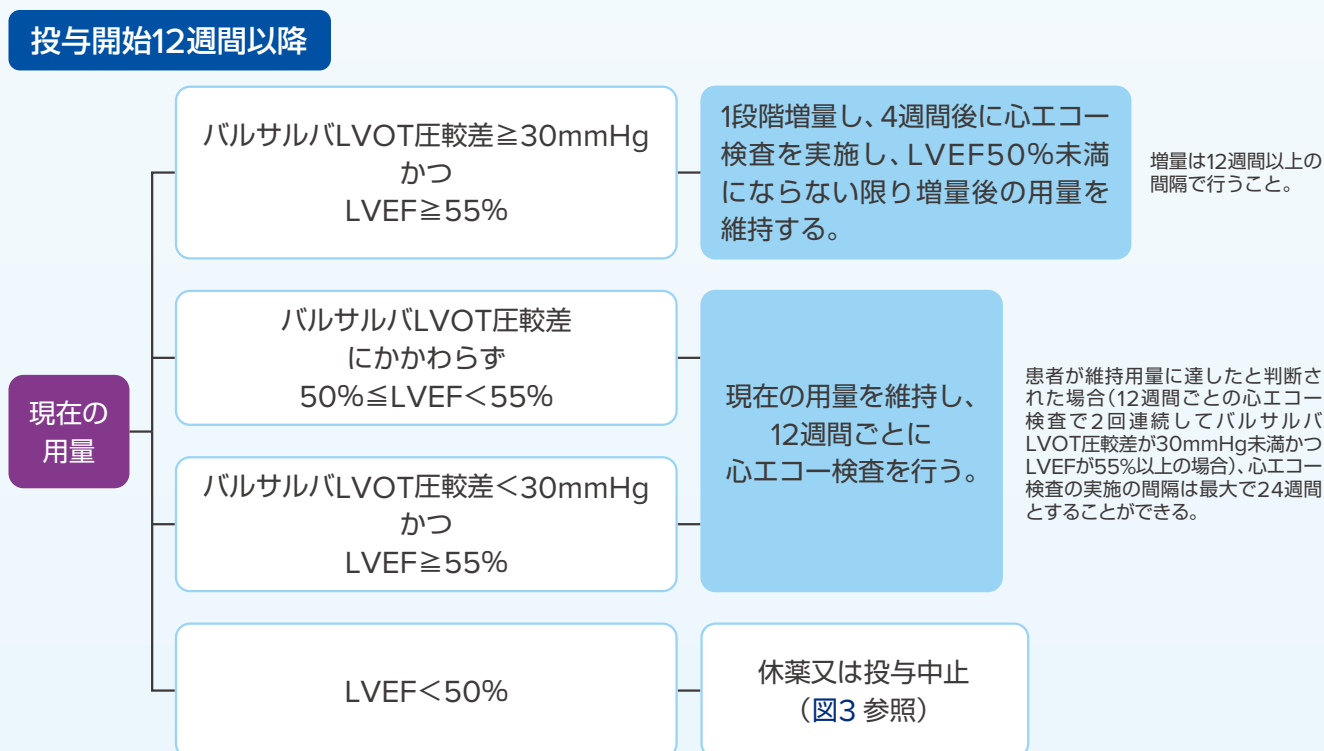 投与開始12週間以降
バルサルバLVOT圧較差≧30mmHg
かつ
LVEF≧55%
1段階増量し、4週間後に心エコー
検査を実施し、LVEF50%未満
にならない限り増量後の用量を
維持する。
増量は12週間以上の
間隔で行うこと。
現在の
用量
バルサルバLVOT圧較差
にかかわらず
50%≦LVEF<55%
バルサルバLVOT圧較差<30mmHg
かつ
LVEF≧55%
現在の用量を維持し、
12週間ごとに
心エコー検査を行う。
患者が維持用量に達したと判断さ
れた場合(12週間ごとの心エコー
検査で2回連続してバルサルバ
LVOT圧較差が30mmHg未満かつ
LVEFが55%以上の場合)、心エコー
検査の実施の間隔は最大で24週間
とすることができる。
LVEF<50%
休薬又は投与中止
(図3 参照)